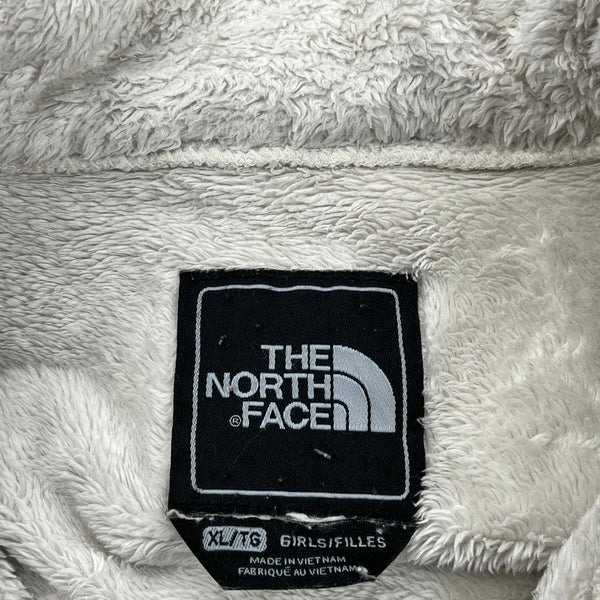 THE
NORTH
® FACE
XL/TG GIRLS/FILLES
MADE IN VIETNAM
FABRIQUÉ AU VIETNAM